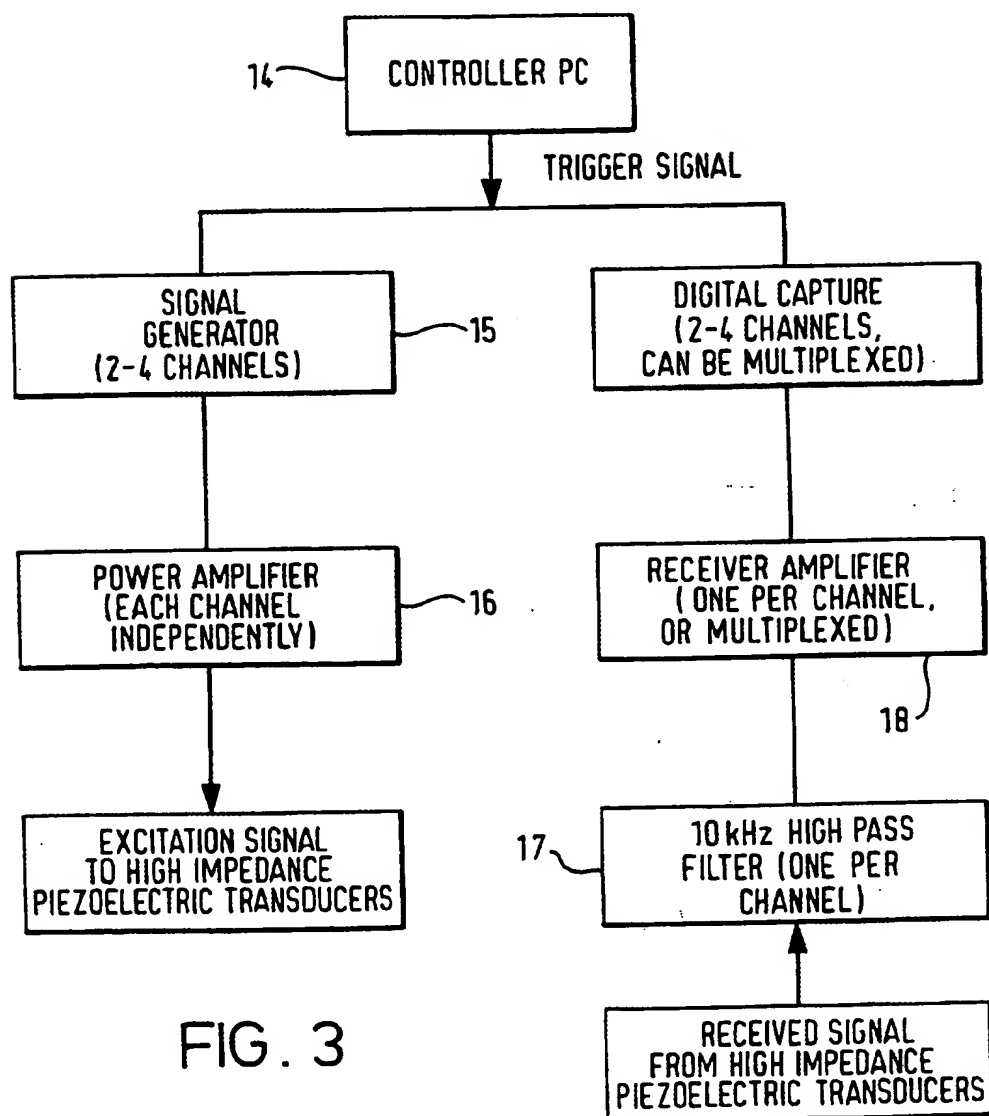 14
CONTROLLER PC
TRIGGER SIGNAL
SIGNAL
GENERATOR
(2-4 CHANNELS)
15
DIGITAL CAPTURE
(2-4 CHANNELS,
CAN BE MULTIPLEXED)
POWER AMPLIFIER
(EACH CHANNEL
INDEPENDENTLY)
16
RECEIVER AMPLIFIER
(ONE PER CHANNEL,
OR MULTIPLEXED)
18
EXCITATION SIGNAL
TO HIGH IMPEDANCE
PIEZOELECTRIC TRANSDUCERS
17
10kHz HIGH PASS
FILTER (ONE PER
CHANNEL)
RECEIVED SIGNAL
FROM HIGH IMPEDANCE
PIEZOELECTRIC TRANSDUCERS
FIG. 3